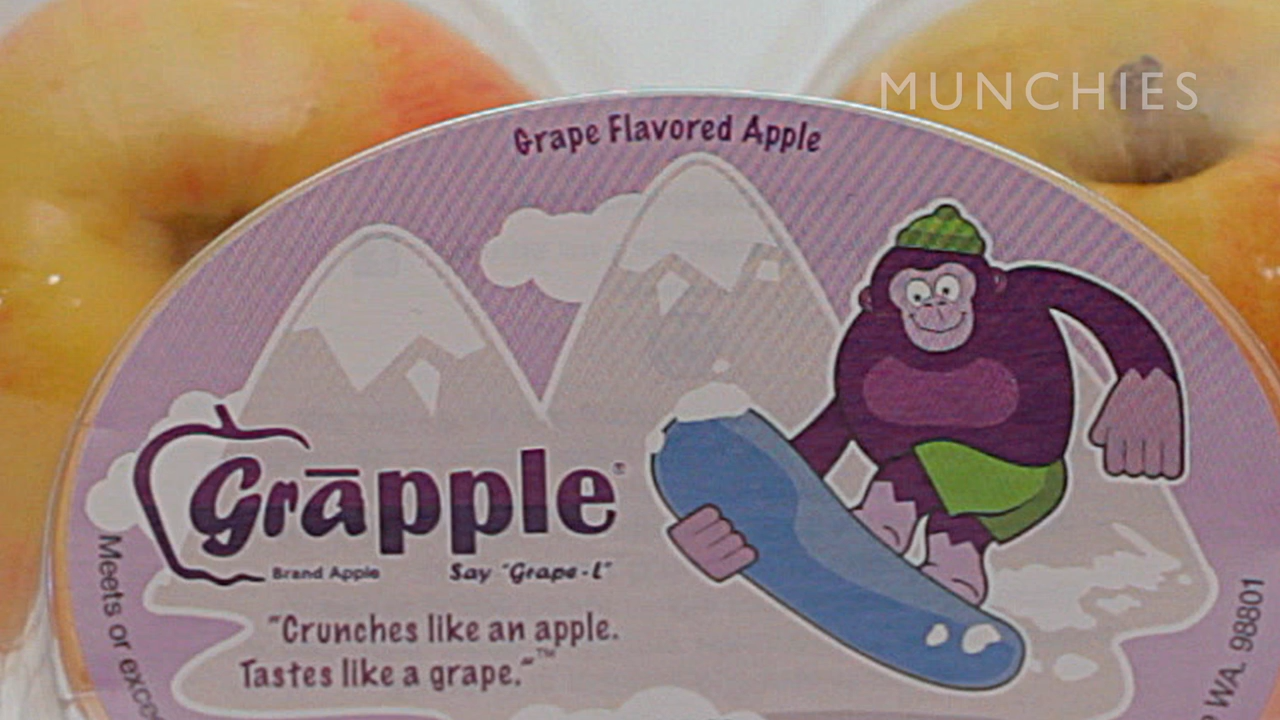 MUNCHIES
Grape Flavored Apple
Grāpple®
Brand Apple Say "Grape-L"
"Crunches like an apple.
Tastes like a grape."™
Meets or
WA. 98801